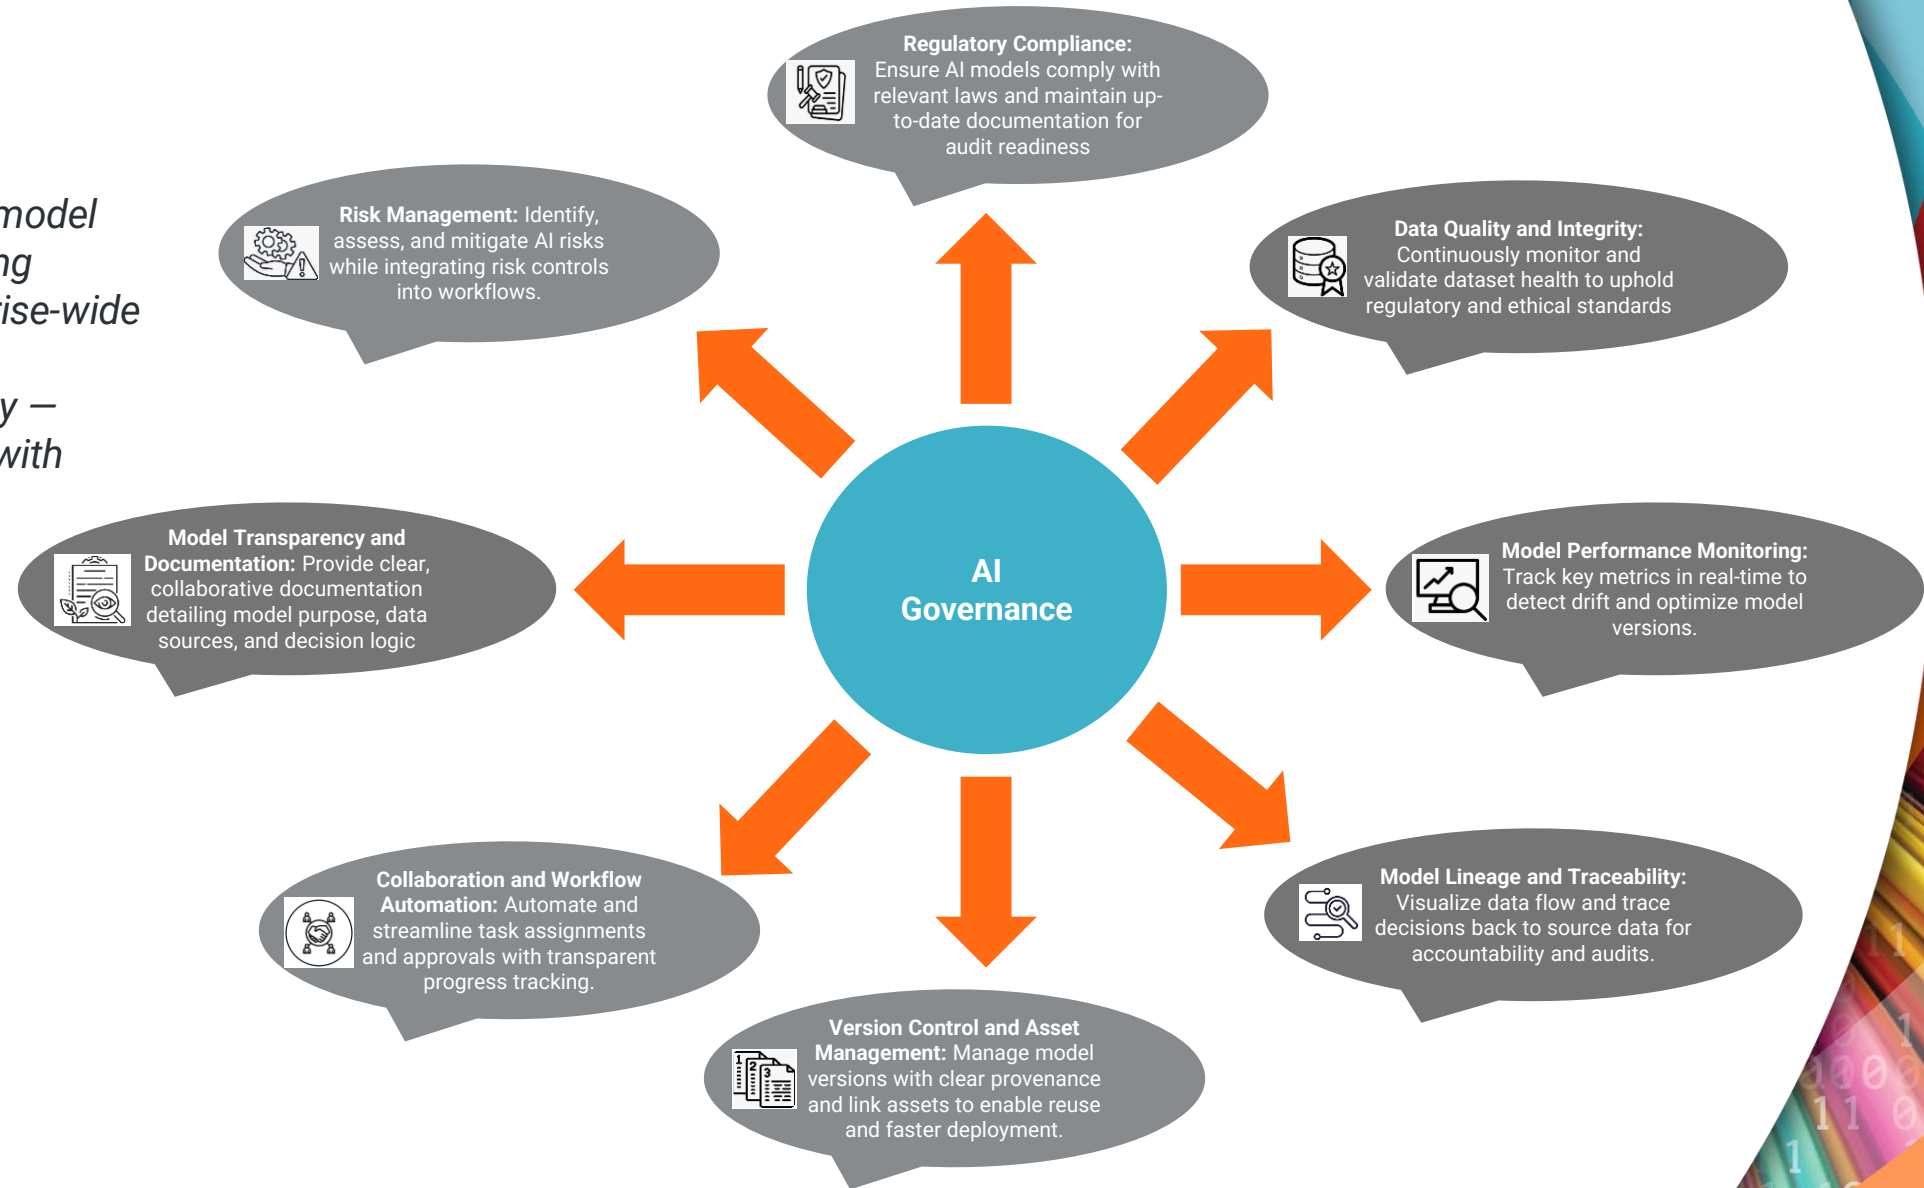 Regulatory Compliance:
Ensure AI models comply with
relevant laws and maintain up-
to-date documentation for
audit readiness
model
ng
ise-wide
y –
with
Risk Management: Identify,
assess, and mitigate AI risks
while integrating risk controls
into workflows.
Data Quality and Integrity:
Continuously monitor and
validate dataset health to uphold
regulatory and ethical standards
Model Transparency and
Documentation: Provide clear,
collaborative documentation
detailing model purpose, data
sources, and decision logic
AI
Governance
Model Performance Monitoring:
Track key metrics in real-time to
detect drift and optimize model
versions.
Collaboration and Workflow
Automation: Automate and
streamline task assignments
and approvals with transparent
progress tracking.
Model Lineage and Traceability:
Visualize data flow and trace
decisions back to source data for
accountability and audits.
Version Control and Asset
Management: Manage model
versions with clear provenance
and link assets to enable reuse
and faster deployment.
1
2
3